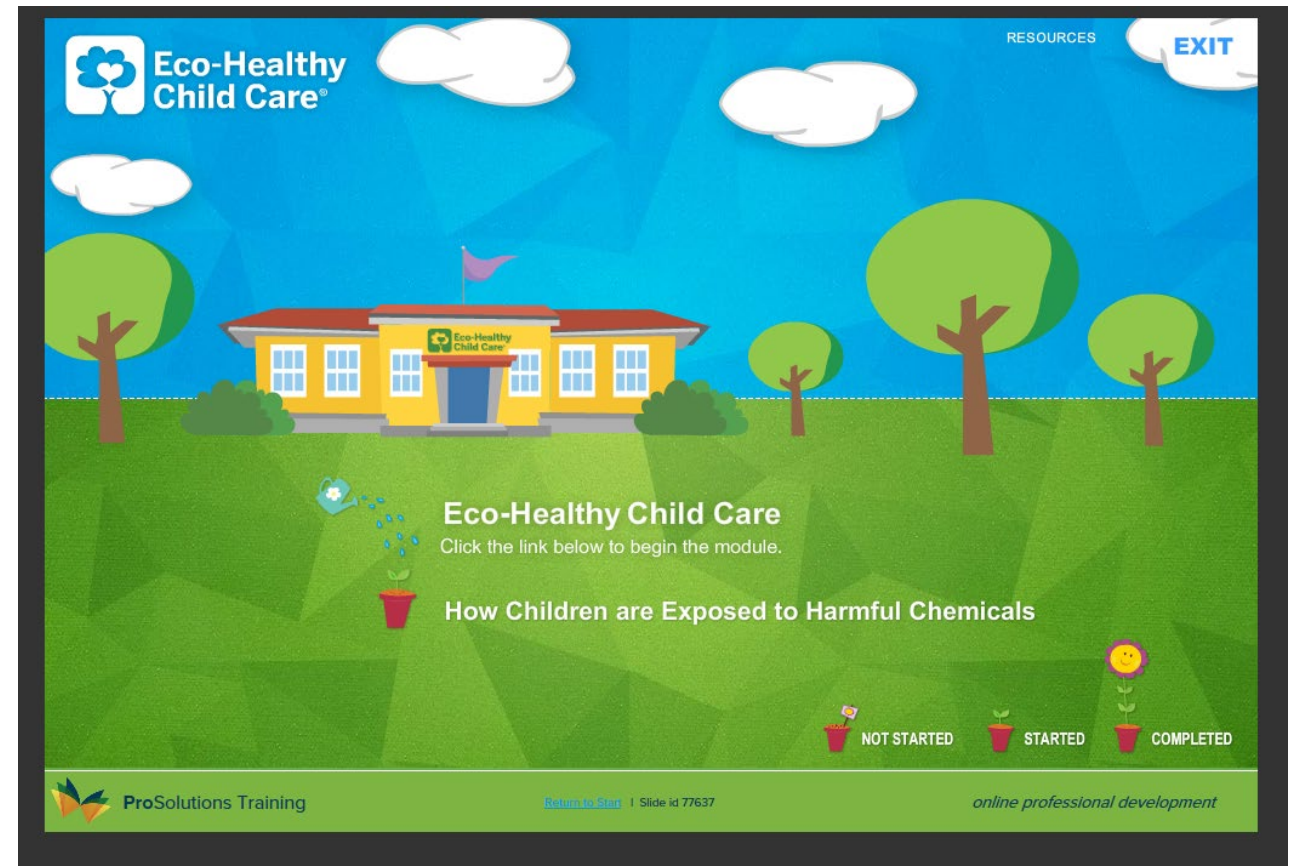 Eco-Healthy
Child Care®
RESOURCES
EXIT
Eco-Healthy
Child Care®
Eco-Healthy Child Care
Click the link below to begin the module.
How Children are Exposed to Harmful Chemicals
NOT STARTED
STARTED
COMPLETED
ProSolutions Training
Return to Start | Slide id 77637
online professional development